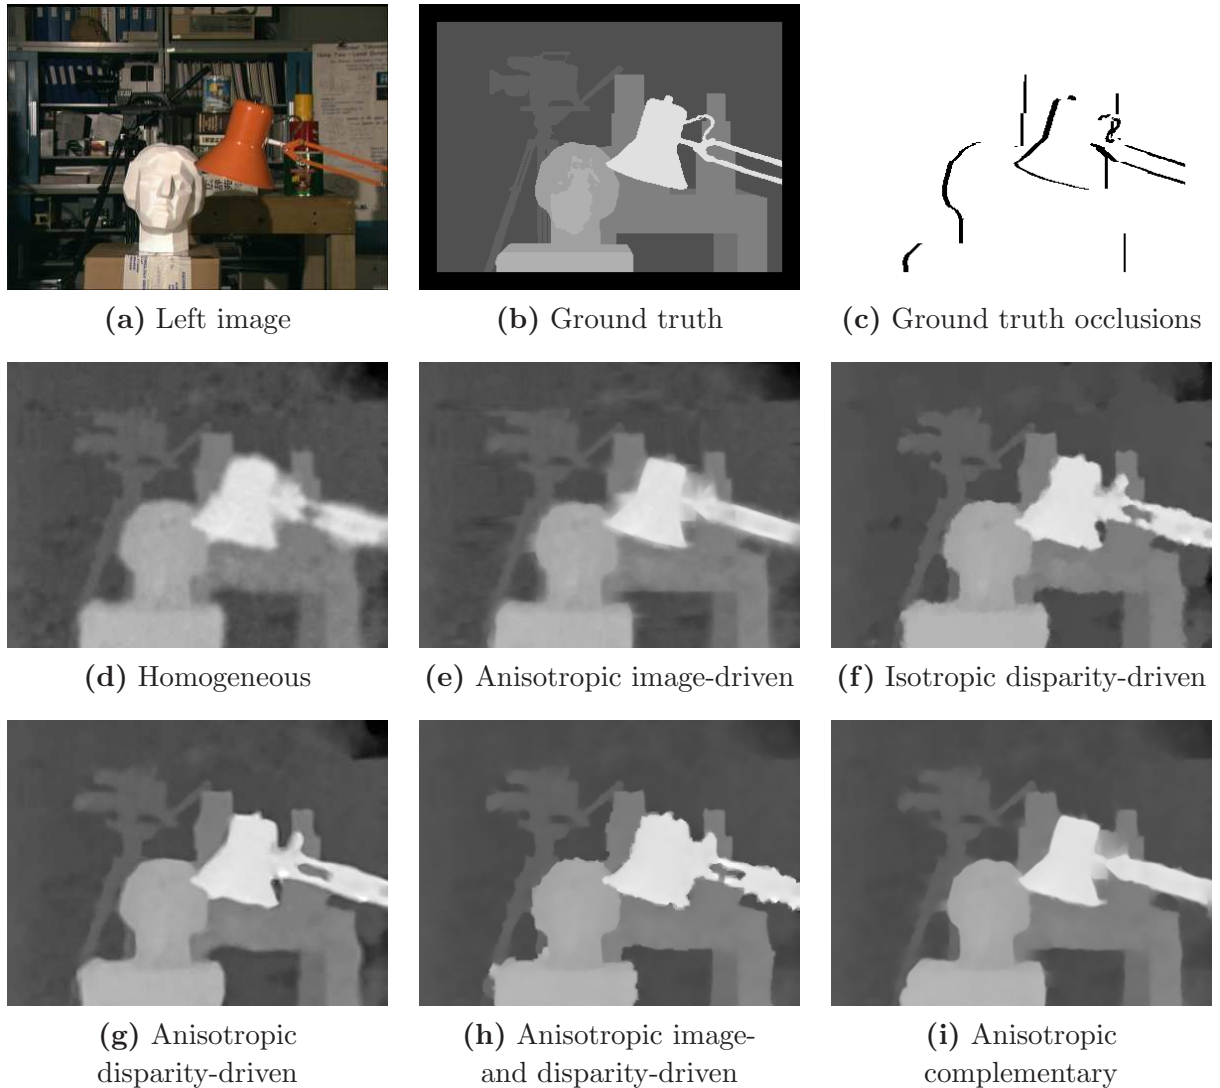 (a) Left image
(b) Ground truth
(c) Ground truth occlusions
(d) Homogeneous
(e) Anisotropic image-driven
(f) Isotropic disparity-driven
(g) Anisotropic
disparity-driven
(h) Anisotropic image-
and disparity-driven
(i) Anisotropic
complementary